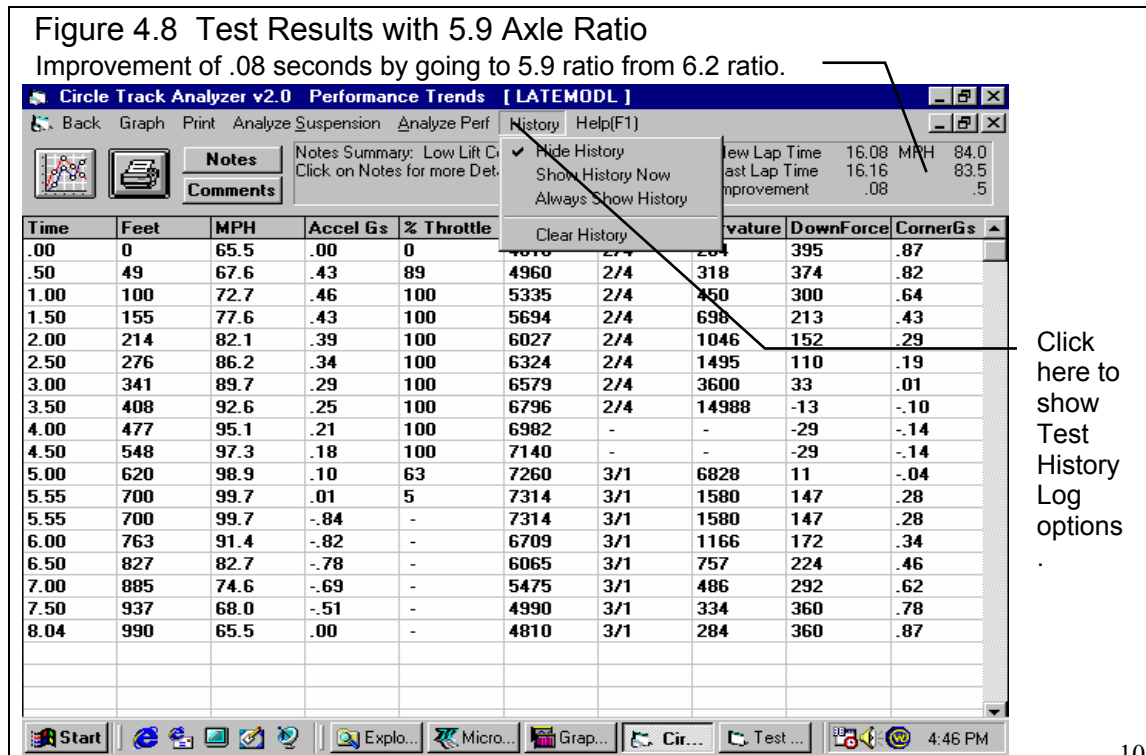 Figure 4.8 Test Results with 5.9 Axle Ratio
Improvement of .08 seconds by going to 5.9 ratio from 6.2 ratio.
Circle Track Analyzer v2.0 Performance Trends [ LATEMODL ]
Back Graph Print Analyze Suspension Analyze Perf History Help(F1)
Notes
Comments
Notes Summary: Low Lift
Click on Notes for more
Hide History
Show History Now
Always Show History
Clear History
Lap Time 16.08 MPH 84.0
Lap Time 16.16 83.5
.08 .5
Time Feet MPH Accel Gs % Throttle DownForce CornerGs
.00 0 65.5 .00 0 395 .87
.50 49 67.6 .43 89 4960 2/4 318 374 .82
1.00 100 72.7 .46 100 5335 2/4 450 300 .64
1.50 155 77.6 .43 100 5694 2/4 698 213 .43
2.00 214 82.1 .39 100 6027 2/4 1046 152 .29
2.50 276 86.2 .34 100 6324 2/4 1495 110 .19
3.00 341 89.7 .29 100 6579 2/4 3600 33 .01
3.50 408 92.6 .25 100 6796 2/4 14988 -13 -.10
4.00 477 95.1 .21 100 6982 - - -29 -.14
4.50 548 97.3 .18 100 7140 - - -29 -.14
5.00 620 98.9 .10 63 7260 3/1 6828 11 -.04
5.55 700 99.7 .01 5 7314 3/1 1580 147 .28
5.55 700 99.7 -.84 - 7314 3/1 1580 147 .28
6.00 763 91.4 -.82 - 6709 3/1 1166 172 .34
6.50 827 82.7 -.78 - 6065 3/1 757 224 .46
7.00 885 74.6 -.69 - 5475 3/1 486 292 .62
7.50 937 68.0 -.51 - 4990 3/1 334 360 .78
8.04 990 65.5 .00 - 4810 3/1 284 360 .87
Click
here to
show
Test
History
Log
options
.
Start Explo... Micro... Grap... Cir... Test ... 4:46 PM